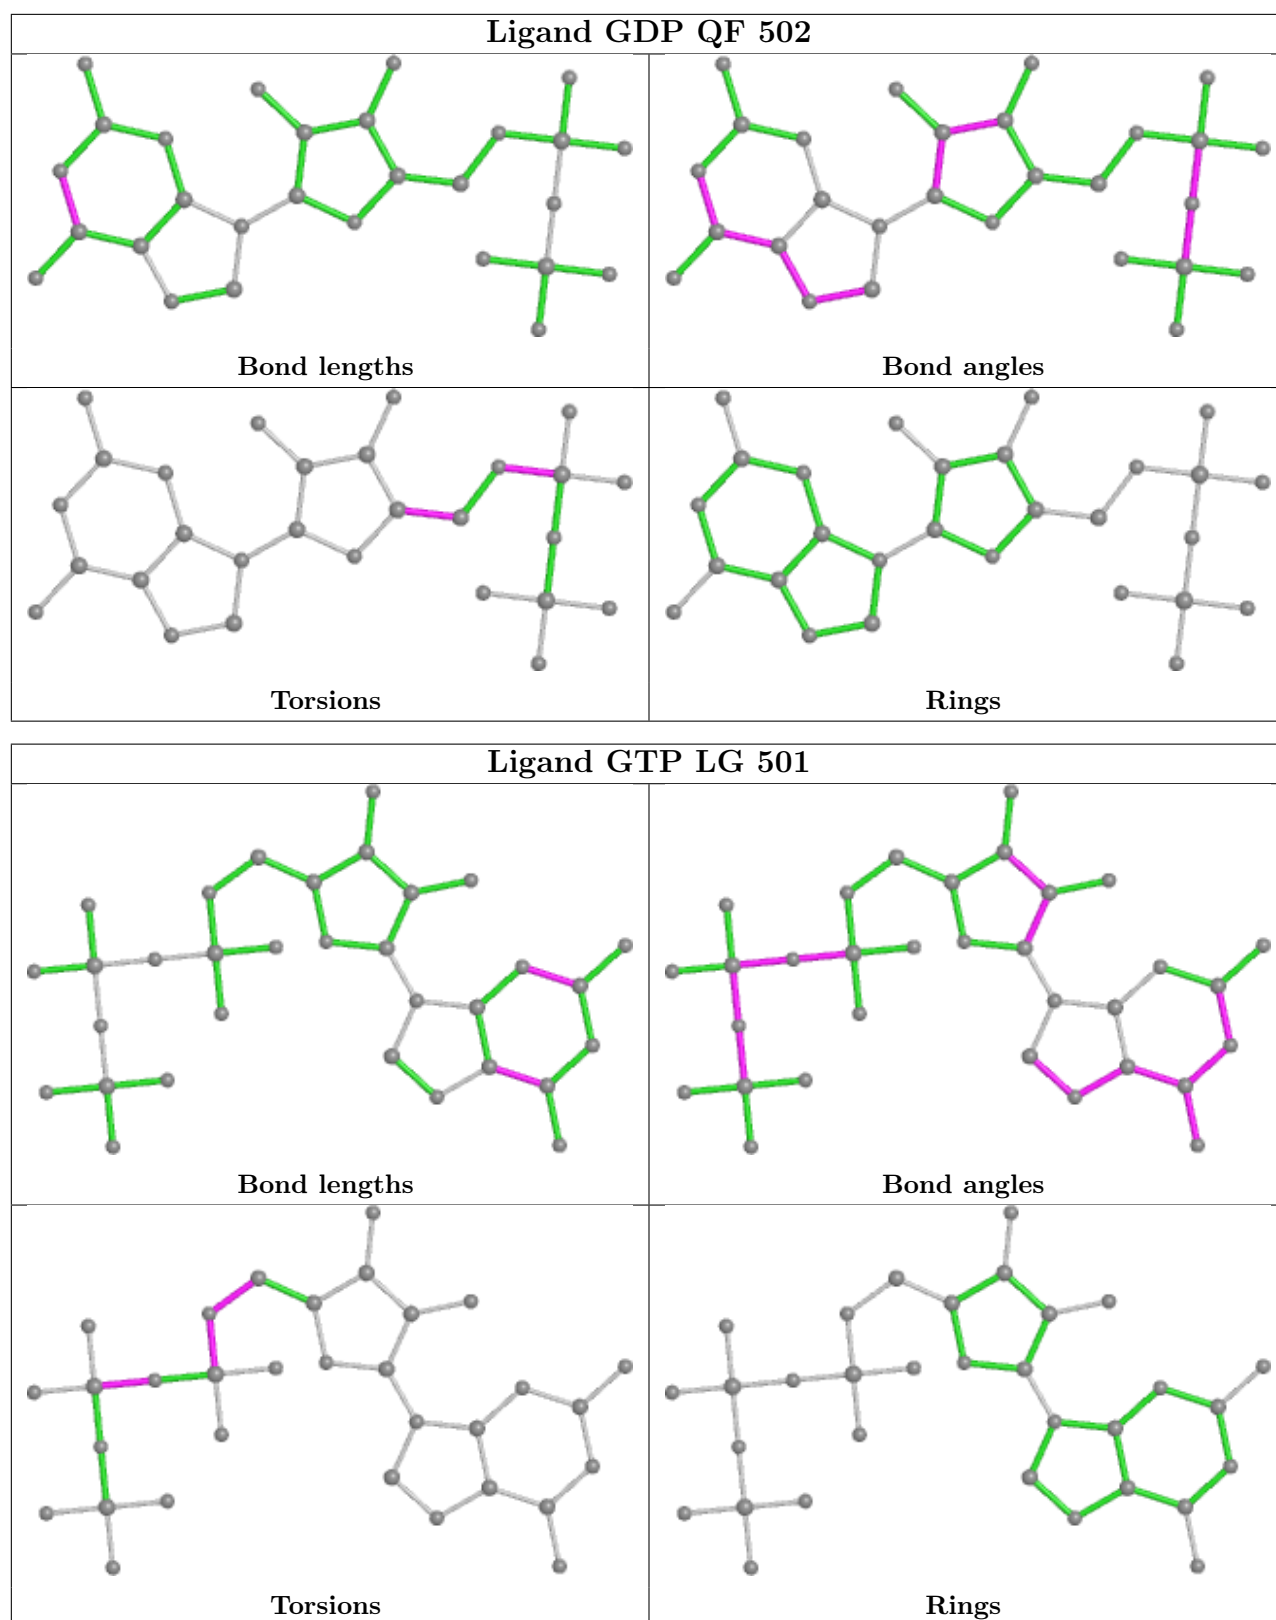 Ligand GDP QF 502
Bond lengths
Bond angles
Torsions
Rings
Ligand GTP LG 501
Bond lengths
Bond angles
Torsions
Rings